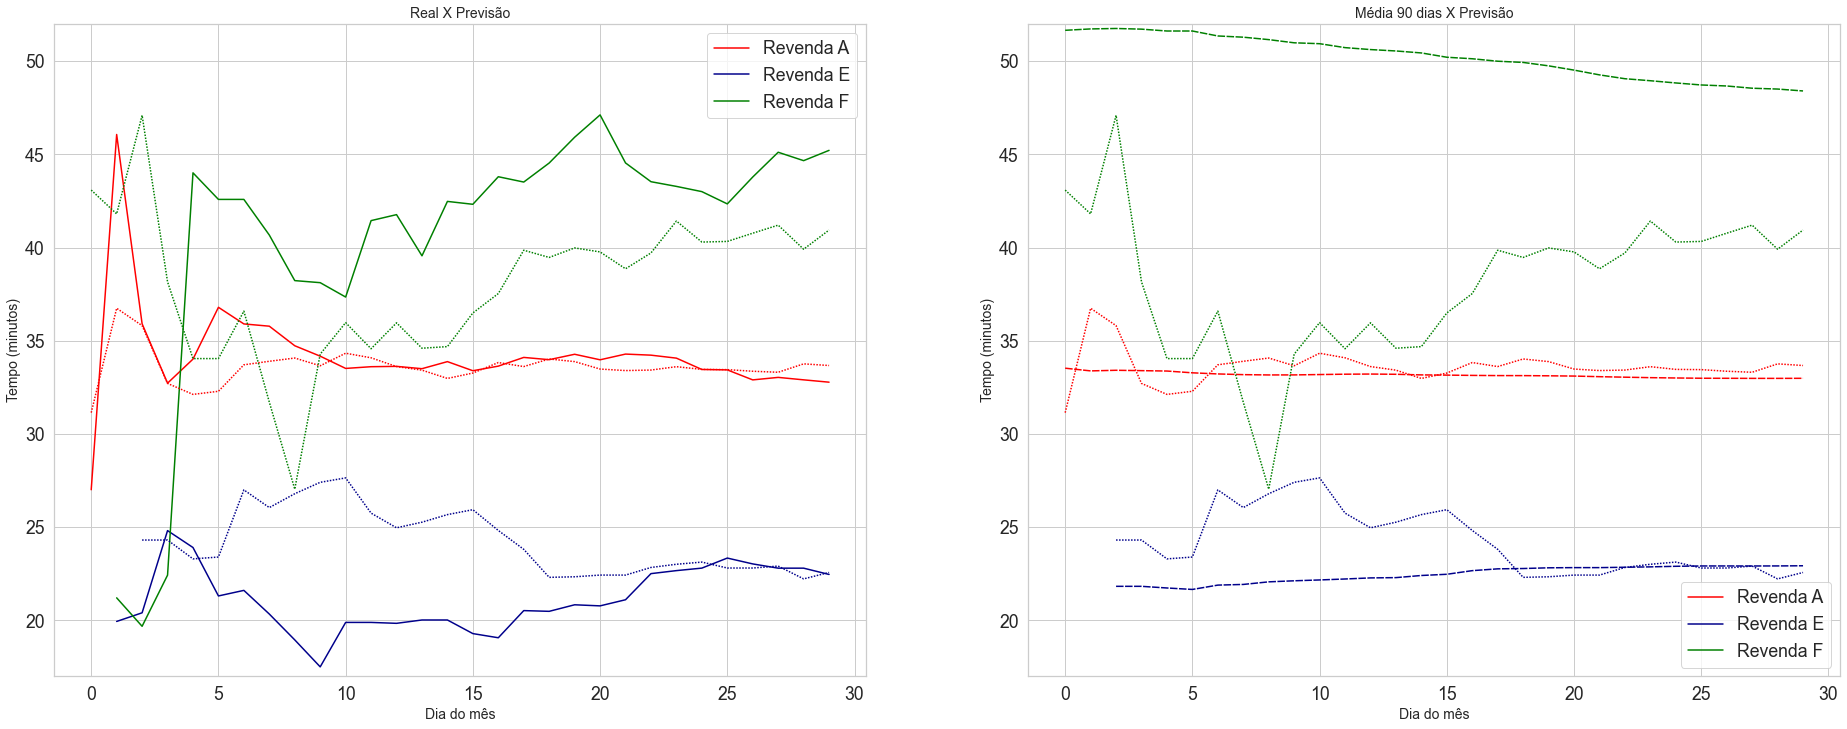 Real X Previsão
Tempo (minutos)
50
45
40
35
30
25
20
Revenda A
Revenda E
Revenda F
0 5 10 15 20 25 30
Dia do mês
Média 90 dias X Previsão
Tempo (minutos)
50
45
40
35
30
25
20
Revenda A
Revenda E
Revenda F
0 5 10 15 20 25 30
Dia do mês